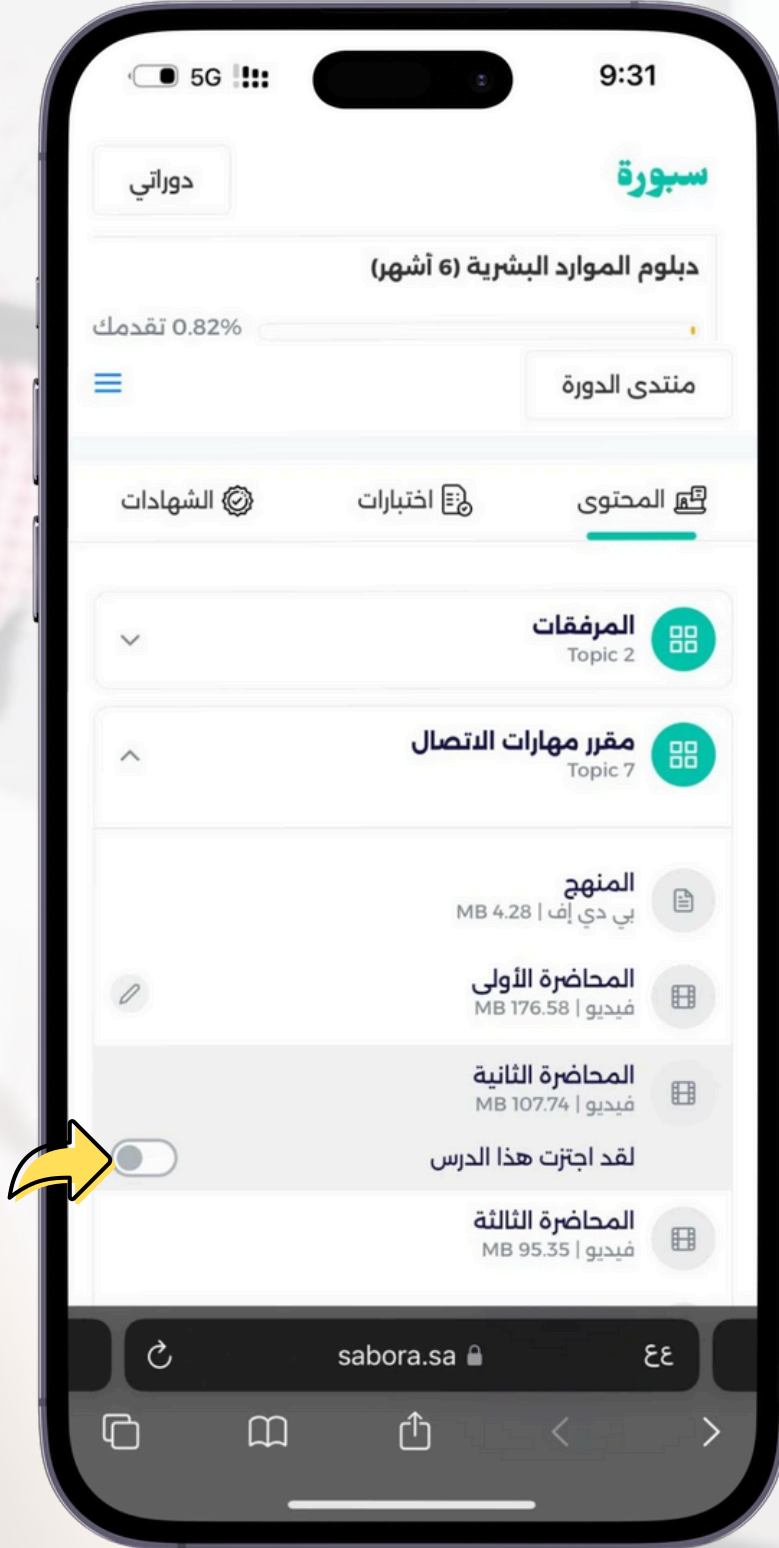 9:31 5G
سبورة
دوراتي
دبلوم الموارد البشرية (6 أشهر)
0.82% تقدمك
منتدى الدورة
المحتوى
اختبارات
الشهادات
المرفقات
Topic 2
مقرر مهارات الاتصال
Topic 7
المنهج
بي دي إف | 4.28 MB
المحاضرة الأولى
فيديو | 176.58 MB
المحاضرة الثانية
فيديو | 107.74 MB
لقد اجتزت هذا الدرس
المحاضرة الثالثة
فيديو | 95.35 MB
عع
sabora.sa